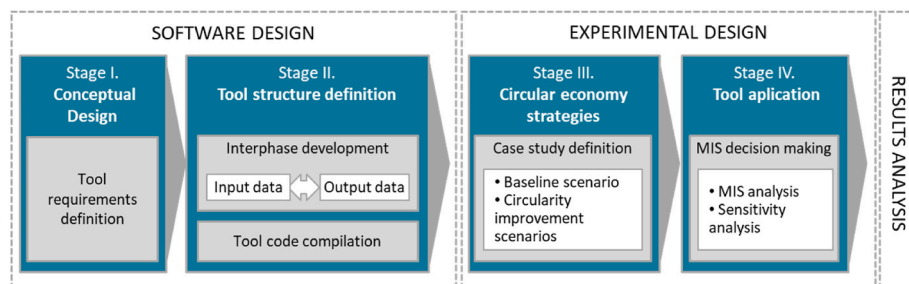 SOFTWARE DESIGN
Stage I.
Conceptual
Design
Tool
requirements
definition
Stage II.
Tool structure definition
Interphase development
Input data
Output data
Tool code compilation
EXPERIMENTAL DESIGN
Stage III.
Circular economy
strategies
Case study definition
• Baseline scenario
• Circularity
improvement
scenarios
Stage IV.
Tool aplication
MIS decision making
• MIS analysis
• Sensitivity
analysis
RESULTS ANALYSIS